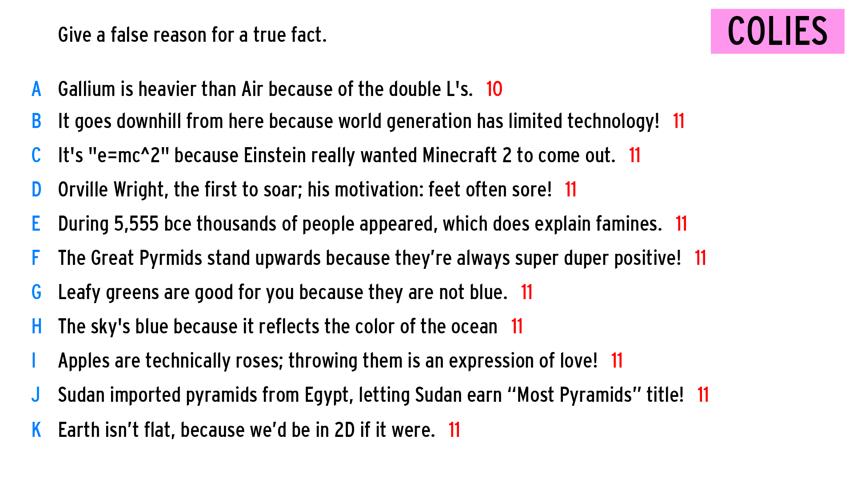 Give a false reason for a true fact.
COLIES
A Gallium is heavier than Air because of the double L's. 10
B It goes downhill from here because world generation has limited technology! 11
C It's "e=mc^2" because Einstein really wanted Minecraft 2 to come out. 11
D Orville Wright, the first to soar; his motivation: feet often sore! 11
E During 5,555 bce thousands of people appeared, which does explain famines. 11
F The Great Pyrmids stand upwards because they’re always super duper positive! 11
G Leafy greens are good for you because they are not blue. 11
H The sky's blue because it reflects the color of the ocean 11
I Apples are technically roses; throwing them is an expression of love! 11
J Sudan imported pyramids from Egypt, letting Sudan earn “Most Pyramids” title! 11
K Earth isn’t flat, because we’d be in 2D if it were. 11